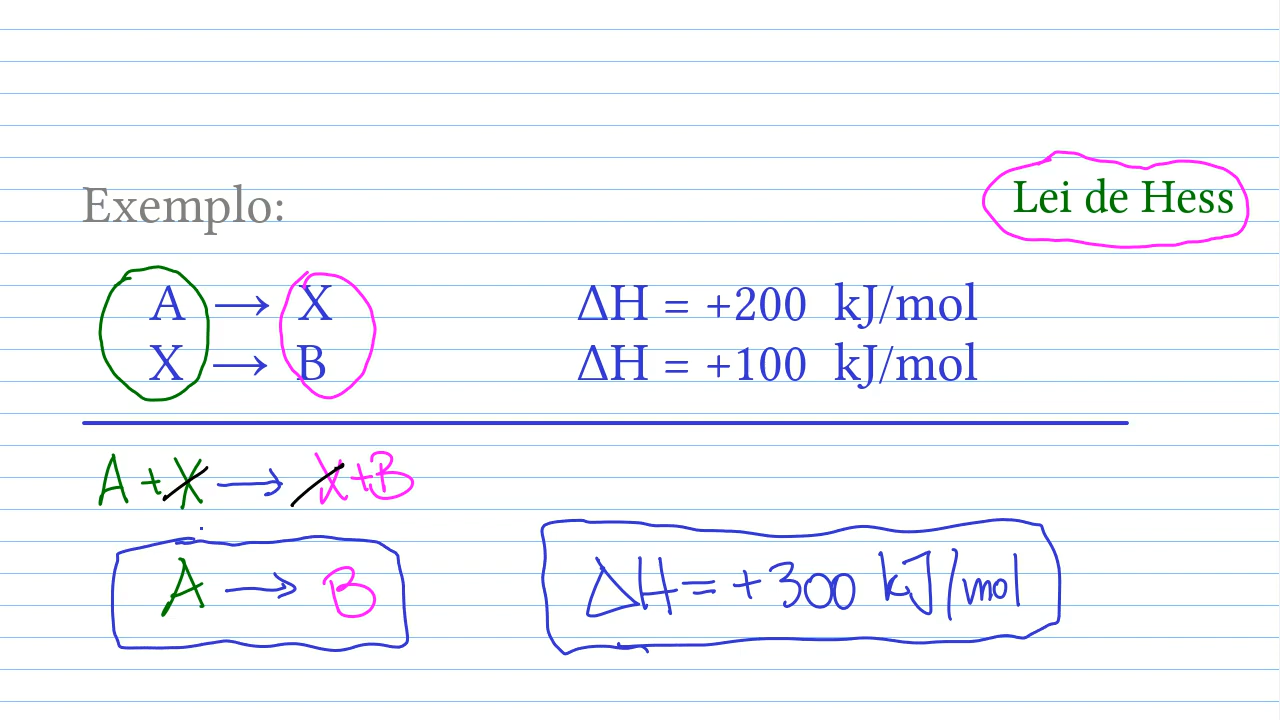 Lei de Hess
Exemplo:
A ⟶ X ΔH = +200 kJ/mol
X ⟶ B ΔH = +100 kJ/mol
A + X ⟶ X + B
A ⟶ B ΔH = +300 kJ/mol